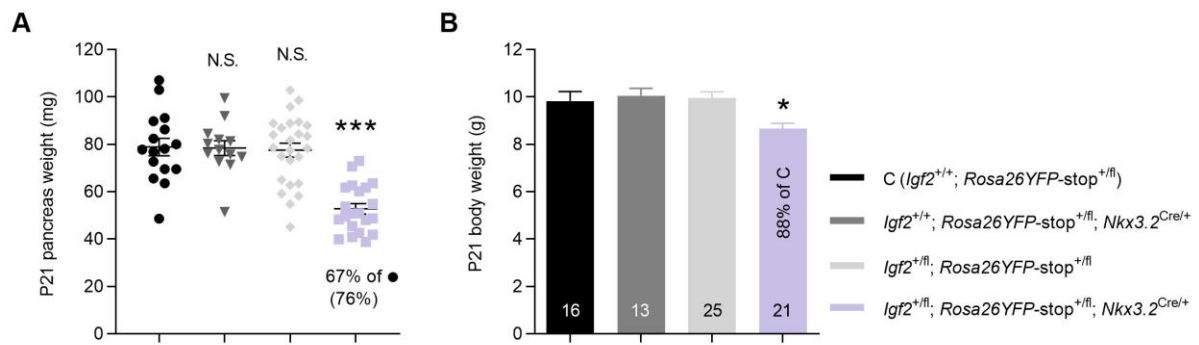 A
P21 pancreas weight (mg)
120
100
80
60
40
20
0
N.S.
N.S.
***
67% of ●
(76%)
B
P21 body weight (g)
12
10
8
6
4
2
0
*
88% of C
16
13
25
21
C (Igf2+/+; Rosa26YFP-stop+/fl)
Igf2+/+; Rosa26YFP-stop+/fl; Nkx3.2Cre/+
Igf2+/fl; Rosa26YFP-stop+/fl
Igf2+/fl; Rosa26YFP-stop+/fl; Nkx3.2Cre/+